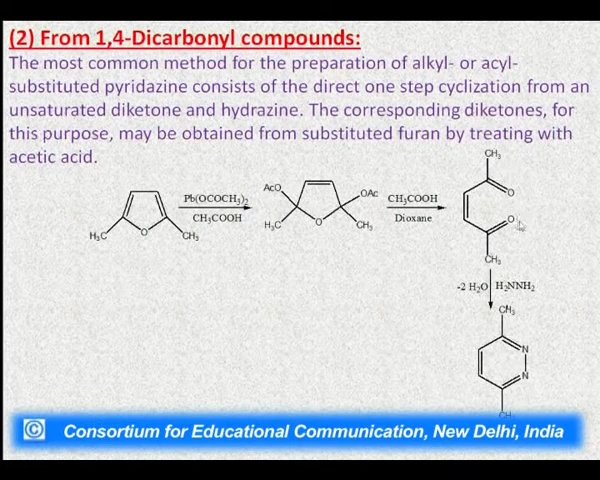 (2) From 1,4-Dicarbonyl compounds:
The most common method for the preparation of alkyl- or acyl-
substituted pyridazine consists of the direct one step cyclization from an
unsaturated diketone and hydrazine. The corresponding diketones, for
this purpose, may be obtained from substituted furan by treating with
acetic acid.
H₃C O CH₃
Pb(OCOCH₃)₂
CH₃COOH
AcO OAc
H₃C O CH₃
CH₃COOH
Dioxane
CH₃
O
O
CH₃
-2 H₂O H₂NNH₂
CH₃
N
N
CH
© Consortium for Educational Communication, New Delhi, India